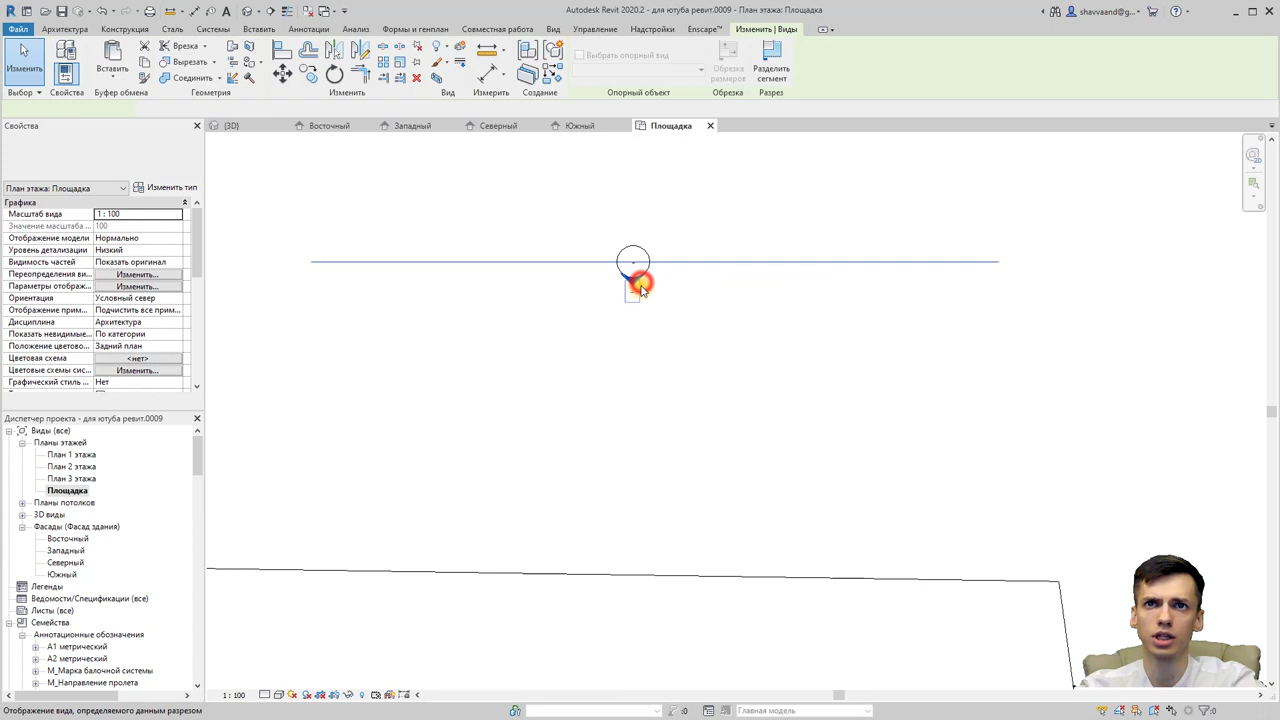 Autodesk Revit 2020.2 - для ютуба ревит.0009 - План этажа: Площадка
shavvaand@g...
Файл Архитектура Конструкция Сталь Системы Вставить Аннотации Анализ Формы и генплан Совместная работа Вид Управление Надстройки Enscape™ Изменить | Виды
Изменить
Свойства
Вставить
Врезка
Вырезать
Соединить
Выбрать опорный вид
Обрезка размеров
Разделить сегмент
Выбор Свойства Буфер обмена Геометрия Изменить Вид Измерить Создание Опорный объект Обрезка Разрез
Свойства
{3D} Восточный Западный Северный Южный Площадка
План этажа: Площадка Изменить тип
Графика
Масштаб вида 1 : 100
Значение масштаба ... 100
Отображение модели Нормально
Уровень детализации Низкий
Видимость частей Показать оригинал
Переопределения ви... Изменить...
Параметры отображ... Изменить...
Ориентация Условный север
Отображение прим... Подчистить все прим...
Дисциплина Архитектура
Показать невидимые... По категории
Положение цветово... Задний план
Цветовая схема <нет>
Цветовые схемы сис... Изменить...
Графический стиль ... Нет
Диспетчер проекта - для ютуба ревит.0009
Виды (все)
Планы этажей
План 1 этажа
План 2 этажа
План 3 этажа
Площадка
Планы потолков
3D виды
Фасады (Фасад здания)
Восточный
Западный
Северный
Южный
Легенды
Ведомости/Спецификации (все)
Листы (все)
Семейства
Аннотационные обозначения
А1 метрический
А2 метрический
М_Марка балочной системы
М_Направление пролета
1 : 100
Отображение вида, определяемого данным разрезом
:0
Главная модель
:0